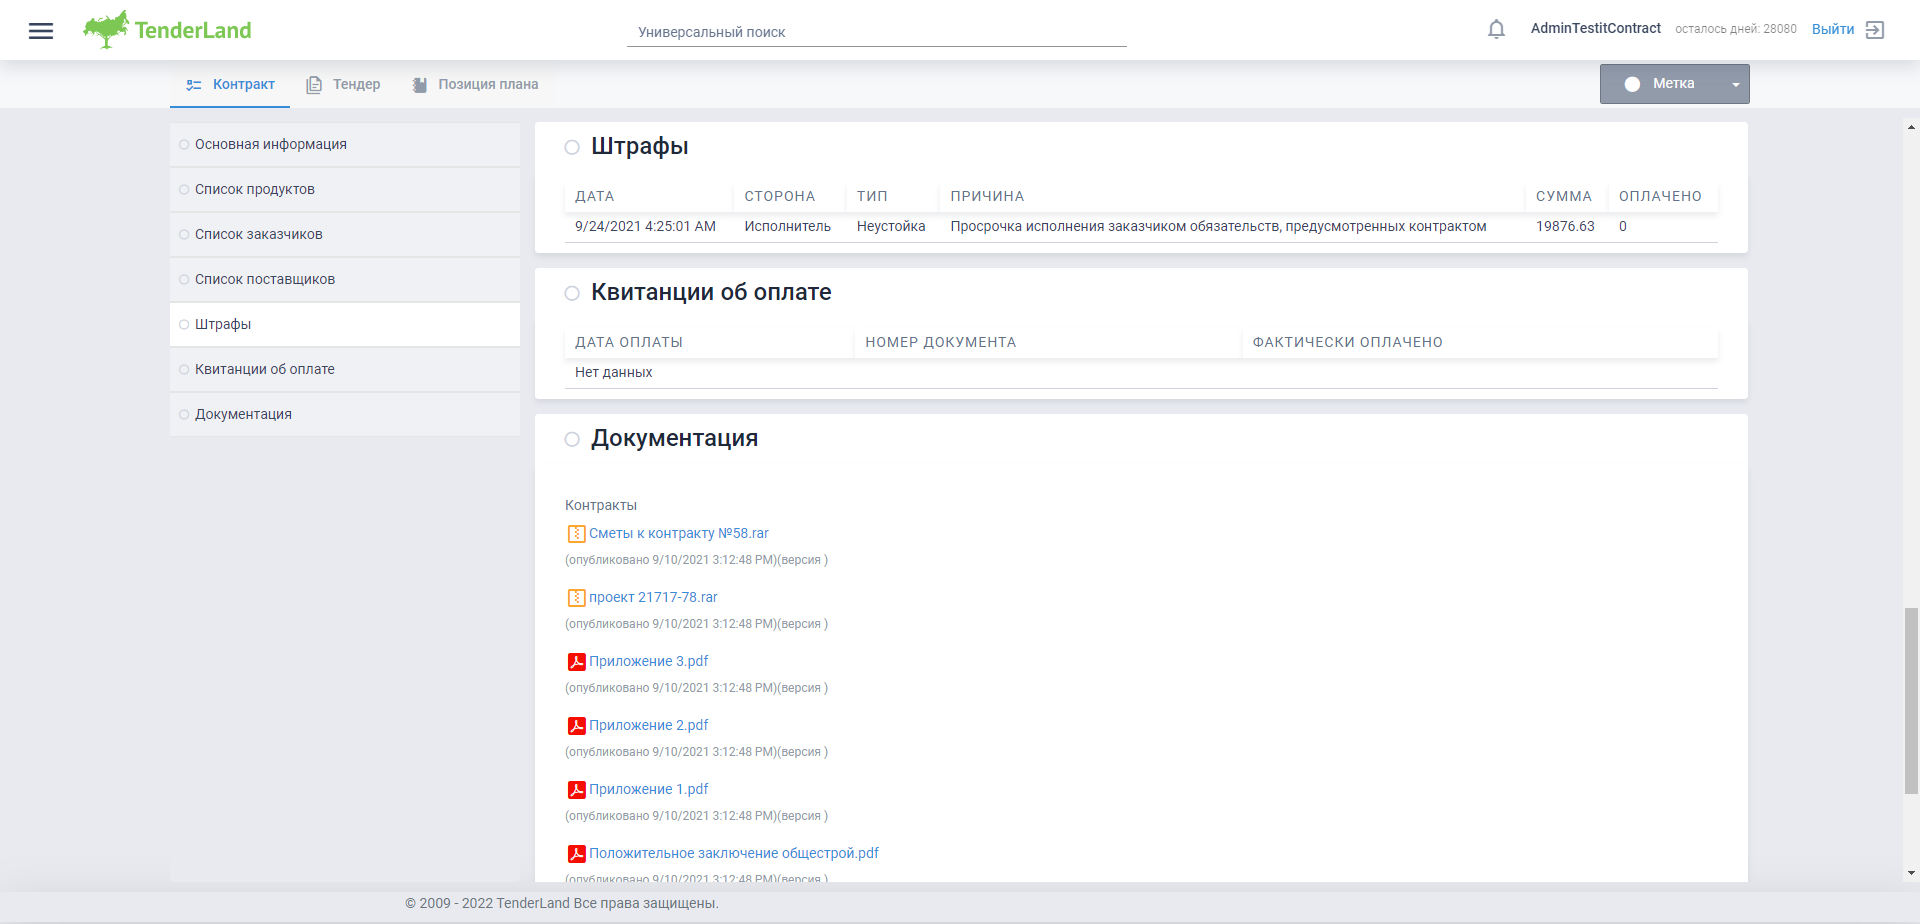 TenderLand
Универсальный поиск
AdminTestitContract
осталось дней: 28080
Выйти
Контракт
Тендер
Позиция плана
Метка
Основная информация
Список продуктов
Список заказчиков
Список поставщиков
Штрафы
Квитанции об оплате
Документация
Штрафы
ДАТА СТОРОНА ТИП ПРИЧИНА СУММА ОПЛАЧЕНО
9/24/2021 4:25:01 AM Исполнитель Неустойка Просрочка исполнения заказчиком обязательств, предусмотренных контрактом 19876.63 0
Квитанции об оплате
ДАТА ОПЛАТЫ НОМЕР ДОКУМЕНТА ФАКТИЧЕСКИ ОПЛАЧЕНО
Нет данных
Документация
Контракты
Сметы к контракту №58.rar
(опубликовано 9/10/2021 3:12:48 PM)(версия )
проект 21717-78.rar
(опубликовано 9/10/2021 3:12:48 PM)(версия )
Приложение 3.pdf
(опубликовано 9/10/2021 3:12:48 PM)(версия )
Приложение 2.pdf
(опубликовано 9/10/2021 3:12:48 PM)(версия )
Приложение 1.pdf
(опубликовано 9/10/2021 3:12:48 PM)(версия )
Положительное заключение общестрой.pdf
(опубликовано 9/10/2021 3:12:48 PM)(версия )
© 2009 - 2022 TenderLand Все права защищены.